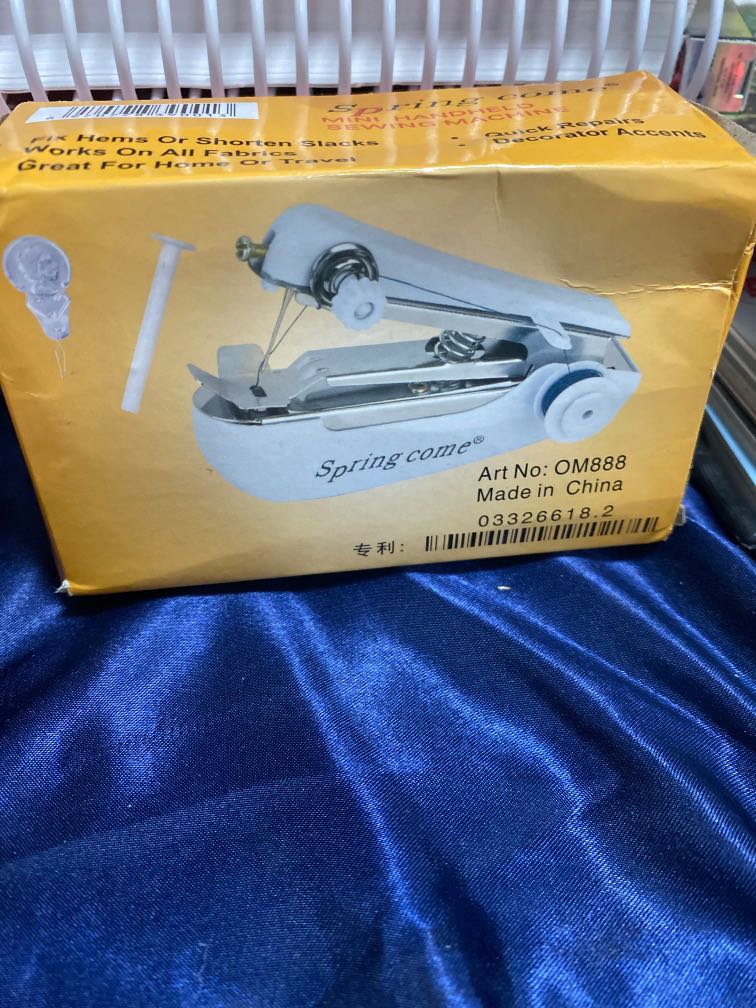 Spring come®
MINI HANDHELD
SEWING MACHINE
Fix Hems Or Shorten Slacks
Works On All Fabrics
Great For Home Or Travel
• Quick Repairs
• Decorator Accents
Spring come®
Art No: OM888
Made in China
03326618.2
专利: